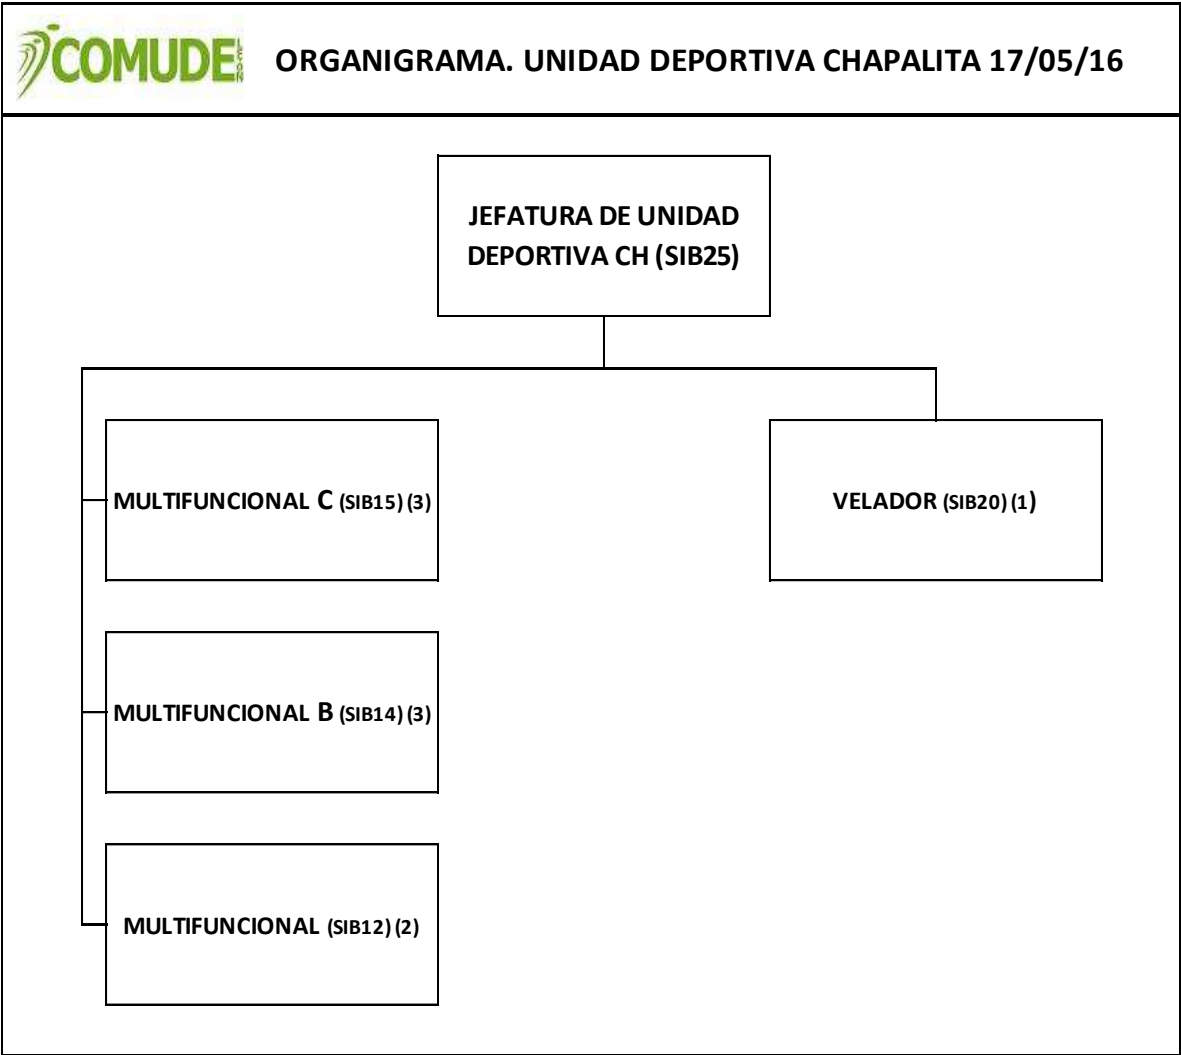 COMUDE LEÓN
ORGANIGRAMA. UNIDAD DEPORTIVA CHAPALITA 17/05/16
JEFATURA DE UNIDAD
DEPORTIVA CH (SIB25)
MULTIFUNCIONAL C (SIB15) (3)
VELADOR (SIB20) (1)
MULTIFUNCIONAL B (SIB14) (3)
MULTIFUNCIONAL (SIB12) (2)